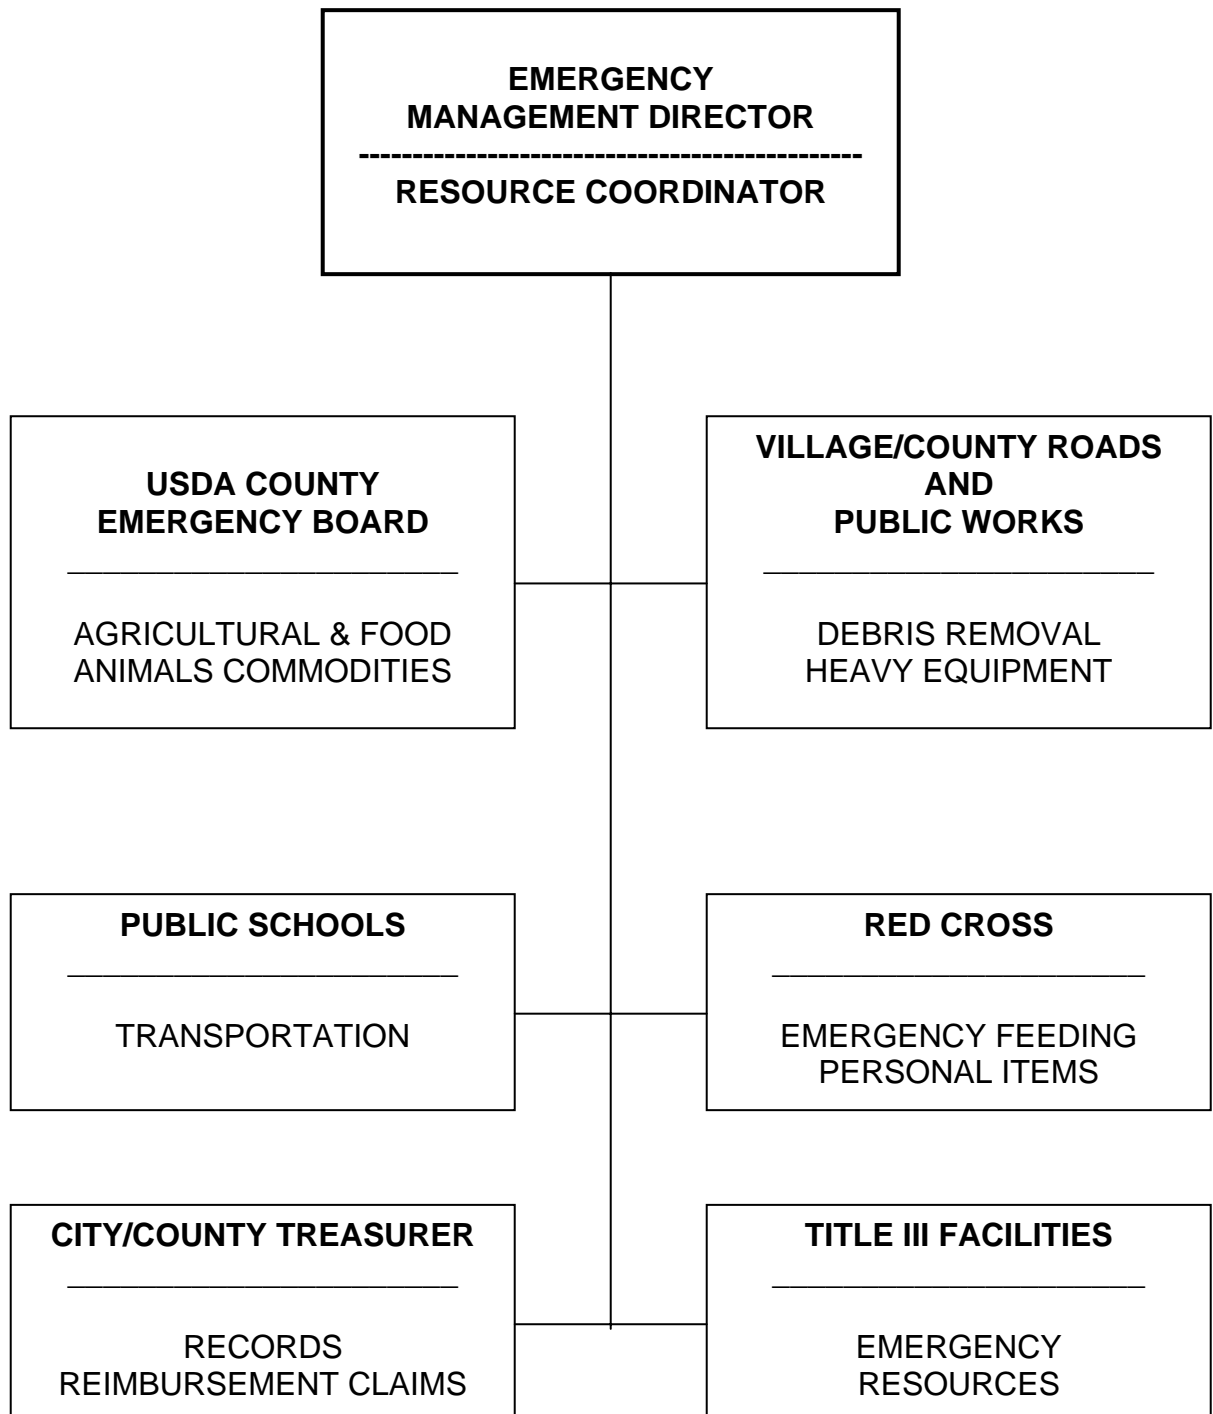 EMERGENCY
MANAGEMENT DIRECTOR
-----------------------------------------------
RESOURCE COORDINATOR
USDA COUNTY
EMERGENCY BOARD
AGRICULTURAL & FOOD
ANIMALS COMMODITIES
VILLAGE/COUNTY ROADS
AND
PUBLIC WORKS
DEBRIS REMOVAL
HEAVY EQUIPMENT
PUBLIC SCHOOLS
TRANSPORTATION
RED CROSS
EMERGENCY FEEDING
PERSONAL ITEMS
CITY/COUNTY TREASURER
RECORDS
REIMBURSEMENT CLAIMS
TITLE III FACILITIES
EMERGENCY
RESOURCES